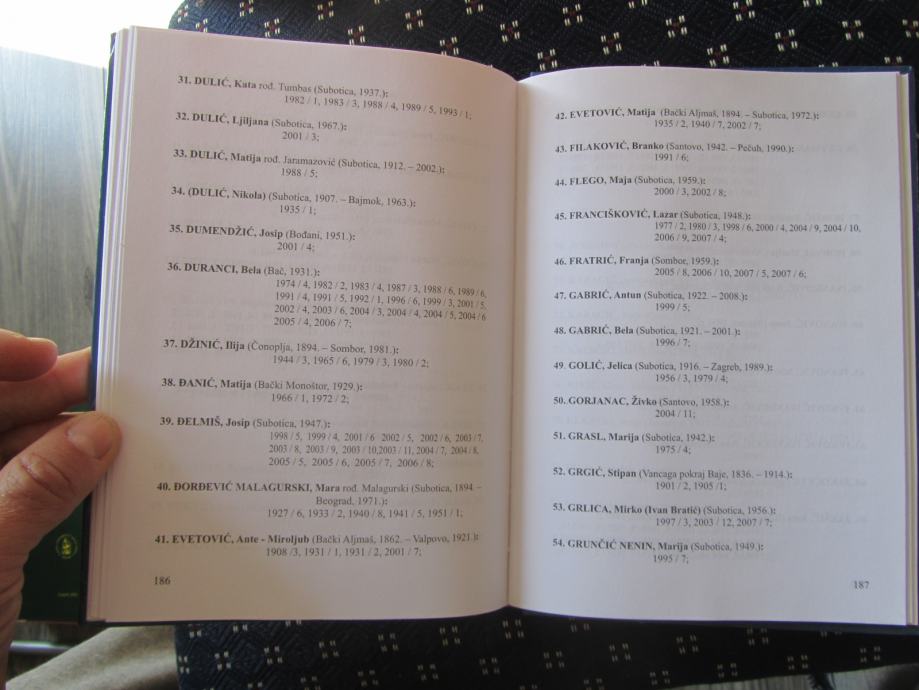 31. DULIĆ, Kata rođ. Tumbas (Subotica, 1937.):
1982 / 1, 1983 / 3, 1988 / 4, 1989 / 5, 1993 / 1;
32. DULIĆ, Ljiljana (Subotica, 1967.):
2001 / 3;
33. DULIĆ, Matija rođ. Jaramazović (Subotica, 1912. – 2002.):
1988 / 5;
34. (DULIĆ, Nikola) (Subotica, 1907. – Bajmok, 1963.):
1935 / 1;
35. DUMENDŽIĆ, Josip (Bođani, 1951.):
2001 / 4;
36. DURANCI, Bela (Bač, 1931.):
1974 / 4, 1982 / 2, 1983 / 4, 1987 / 3, 1988 / 6, 1989 / 6,
1991 / 4, 1991 / 5, 1992 / 1, 1996 / 6, 1999 / 3, 2001 / 5,
2002 / 4, 2003 / 6, 2004 / 3, 2004 / 4, 2004 / 5, 2004 / 6
2005 / 4, 2006 / 7;
37. DŽINIĆ, Ilija (Čonoplja, 1894. – Sombor, 1981.):
1944 / 3, 1965 / 6, 1979 / 3, 1980 / 2;
38. ĐANIĆ, Matija (Bački Monoštor, 1929.):
1966 / 1, 1972 / 2;
39. ĐELMIŠ, Josip (Subotica, 1947.):
1998 / 5, 1999 / 4, 2001 / 6 2002 / 5, 2002 / 6, 2003 / 7,
2003 / 8, 2003 / 9, 2003 / 10,2003 / 11, 2004 / 7, 2004 / 8,
2005 / 5, 2005 / 6, 2005 / 7, 2006 / 8;
40. ĐORĐEVIĆ MALAGURSKI, Mara rođ. Malagurski (Subotica, 1894. –
Beograd, 1971.):
1927 / 6, 1933 / 2, 1940 / 8, 1941 / 5, 1951 / 1;
41. EVETOVIĆ, Ante - Miroljub (Bački Aljmaš, 1862. – Valpovo, 1921.):
1908 /3, 1931 / 1, 1931 / 2, 2001 / 7;
186
42. EVETOVIĆ, Matija (Bački Aljmaš, 1894. – Subotica, 1972.):
1935 / 2, 1940 / 7, 2002 / 7;
43. FILAKOVIĆ, Branko (Santovo, 1942. – Pečuh, 1990.):
1991 / 6;
44. FLEGO, Maja (Subotica, 1959.):
2000 / 3, 2002 / 8;
45. FRANCIŠKOVIĆ, Lazar (Subotica, 1948.):
1977 / 2, 1980 / 3, 1998 / 6, 2000 / 4, 2004 / 9, 2004 / 10,
2006 / 9, 2007 / 4;
46. FRATRIĆ, Franja (Sombor, 1959.):
2005 / 8, 2006 / 10, 2007 / 5, 2007 / 6;
47. GABRIĆ, Antun (Subotica, 1922. – 2008.):
1999 / 5;
48. GABRIĆ, Bela (Subotica, 1921. – 2001.):
1996 / 7;
49. GOLIĆ, Jelica (Subotica, 1916. – Zagreb, 1989.):
1956 / 3, 1979 / 4;
50. GORJANAC, Živko (Santovo, 1958.):
2004 / 11;
51. GRASL, Marija (Subotica, 1942.):
1975 / 4;
52. GRGIĆ, Stipan (Vancaga pokraj Baje, 1836. – 1914.):
1901 / 2, 1905 / 1;
53. GRLICA, Mirko (Ivan Bratić) (Subotica, 1956.):
1997 / 3, 2003 / 12, 2007 / 7;
54. GRUNČIĆ NENIN, Marija (Subotica, 1949.):
1995 / 7;
187